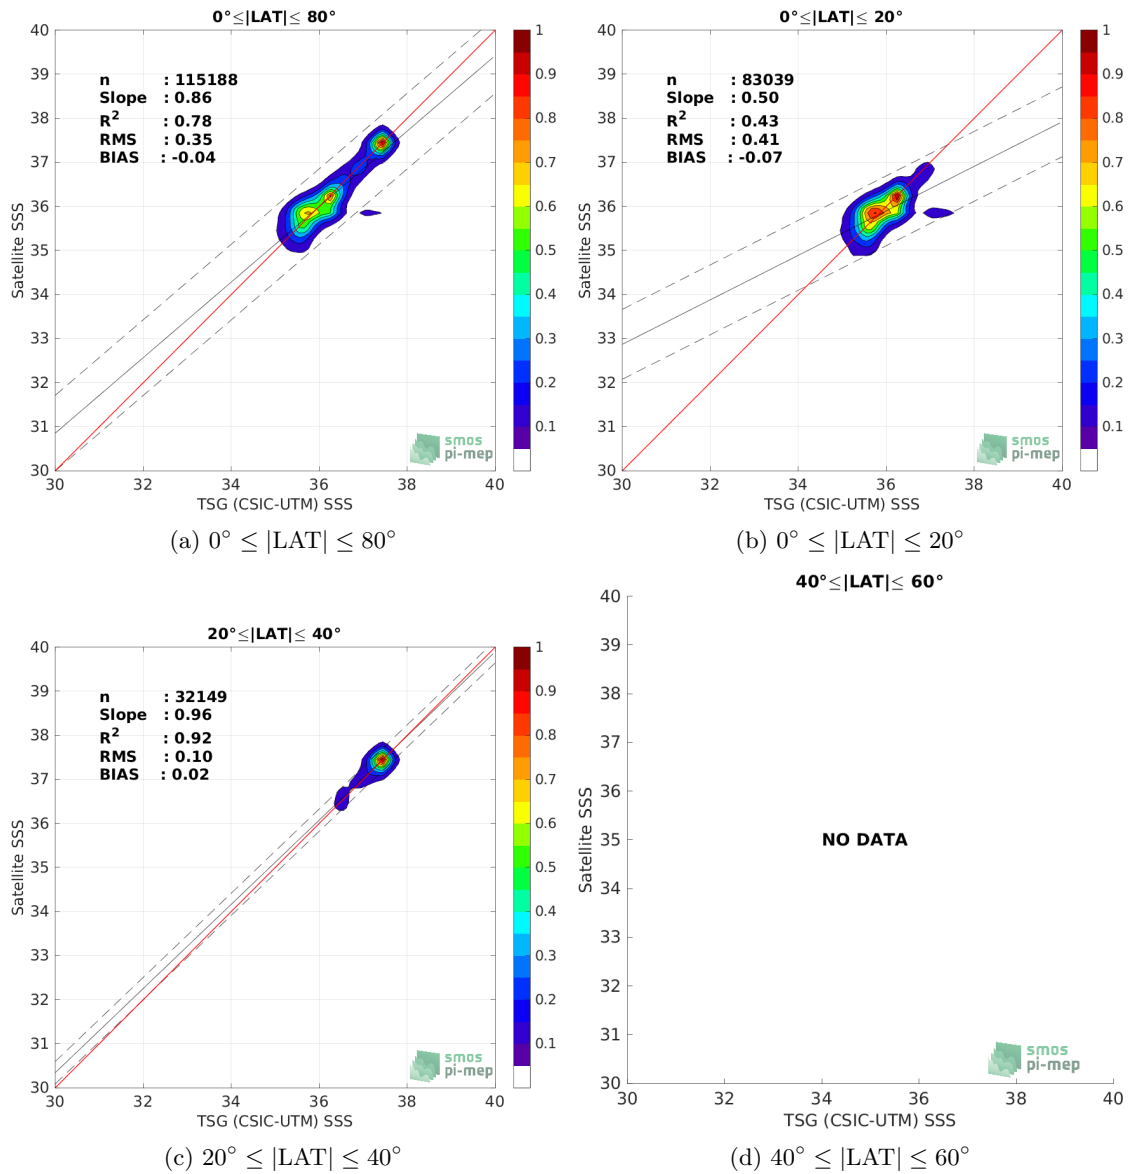 0°≤|LAT|≤ 80°
n : 115188
Slope : 0.86
R² : 0.78
RMS : 0.35
BIAS : -0.04
40
39
38
37
36
35
34
33
32
31
30
Satellite SSS
30 32 34 36 38 40
TSG (CSIC-UTM) SSS
1
0.9
0.8
0.7
0.6
0.5
0.4
0.3
0.2
0.1
smos
pi-mep
(a) 0° ≤ |LAT| ≤ 80°
0°≤|LAT|≤ 20°
n : 83039
Slope : 0.50
R² : 0.43
RMS : 0.41
BIAS : -0.07
40
39
38
37
36
35
34
33
32
31
30
Satellite SSS
30 32 34 36 38 40
TSG (CSIC-UTM) SSS
1
0.9
0.8
0.7
0.6
0.5
0.4
0.3
0.2
0.1
smos
pi-mep
(b) 0° ≤ |LAT| ≤ 20°
20°≤|LAT|≤ 40°
n : 32149
Slope : 0.96
R² : 0.92
RMS : 0.10
BIAS : 0.02
40
39
38
37
36
35
34
33
32
31
30
Satellite SSS
30 32 34 36 38 40
TSG (CSIC-UTM) SSS
1
0.9
0.8
0.7
0.6
0.5
0.4
0.3
0.2
0.1
smos
pi-mep
(c) 20° ≤ |LAT| ≤ 40°
40°≤|LAT|≤ 60°
40
39
38
37
36
35
34
33
32
31
30
Satellite SSS
NO DATA
30 32 34 36 38 40
TSG (CSIC-UTM) SSS
smos
pi-mep
(d) 40° ≤ |LAT| ≤ 60°